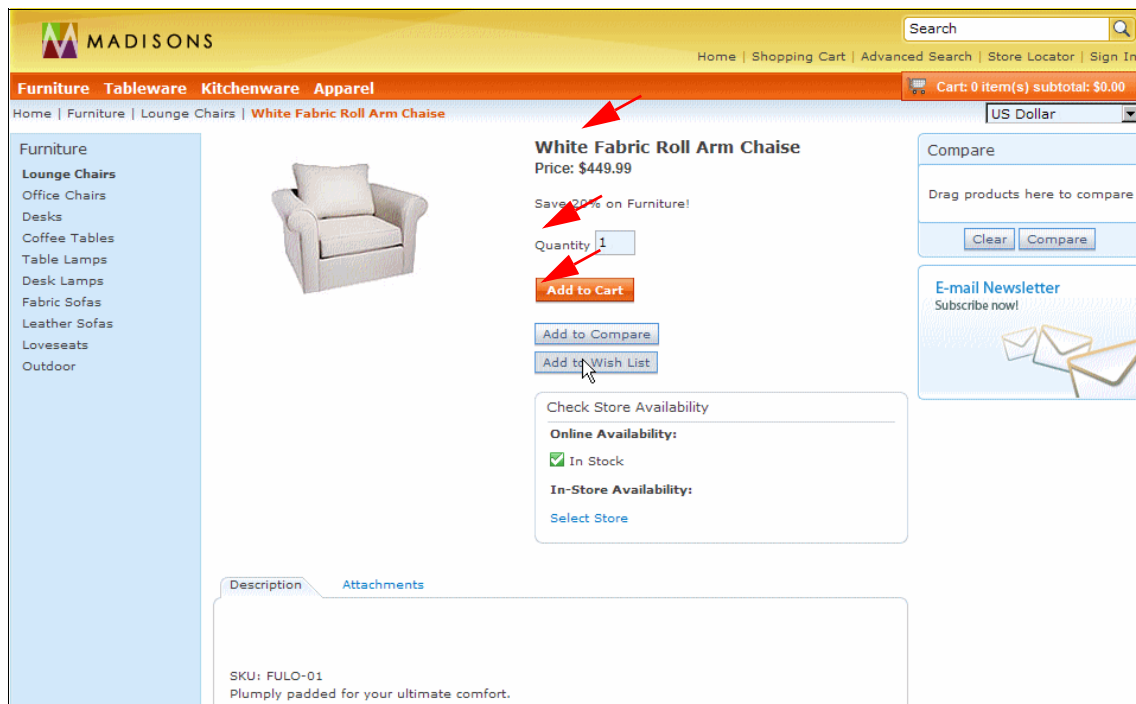 MADISONS
Search
Home | Shopping Cart | Advanced Search | Store Locator | Sign In
Furniture Tableware Kitchenware Apparel
Cart: 0 item(s) subtotal: $0.00
Home | Furniture | Lounge Chairs | White Fabric Roll Arm Chaise
US Dollar
Furniture
Lounge Chairs
Office Chairs
Desks
Coffee Tables
Table Lamps
Desk Lamps
Fabric Sofas
Leather Sofas
Loveseats
Outdoor
White Fabric Roll Arm Chaise
Price: $449.99
Save 20% on Furniture!
Quantity 1
Add to Cart
Add to Compare
Add to Wish List
Check Store Availability
Online Availability:
In Stock
In-Store Availability:
Select Store
Compare
Drag products here to compare
Clear Compare
E-mail Newsletter
Subscribe now!
Description Attachments
SKU: FULO-01
Plumply padded for your ultimate comfort.